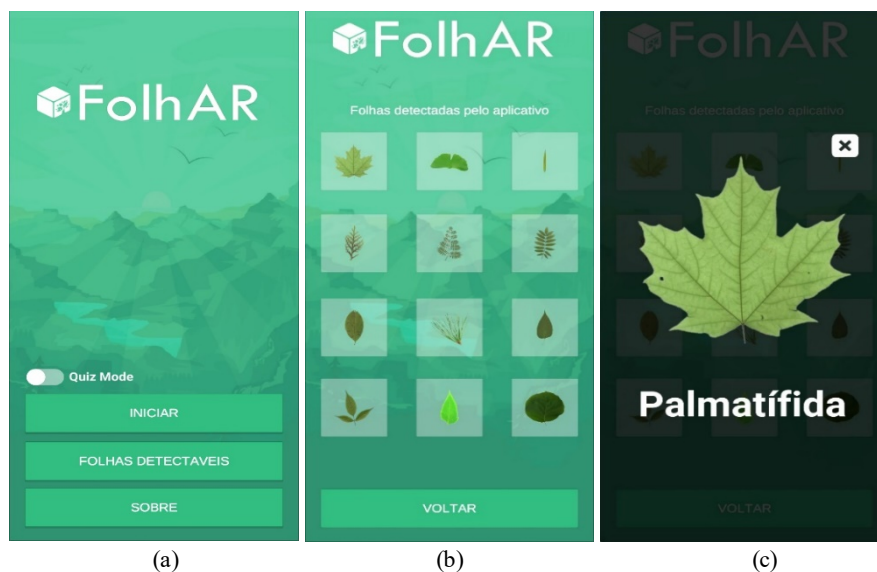 FolhAR
Quiz Mode
INICIAR
FOLHAS DETECTAVEIS
SOBRE
(a)
FolhAR
Folhas detectadas pelo aplicativo
VOLTAR
(b)
FolhAR
Folhas detectadas pelo aplicativo
Palmatífida
VOLTAR
(c)